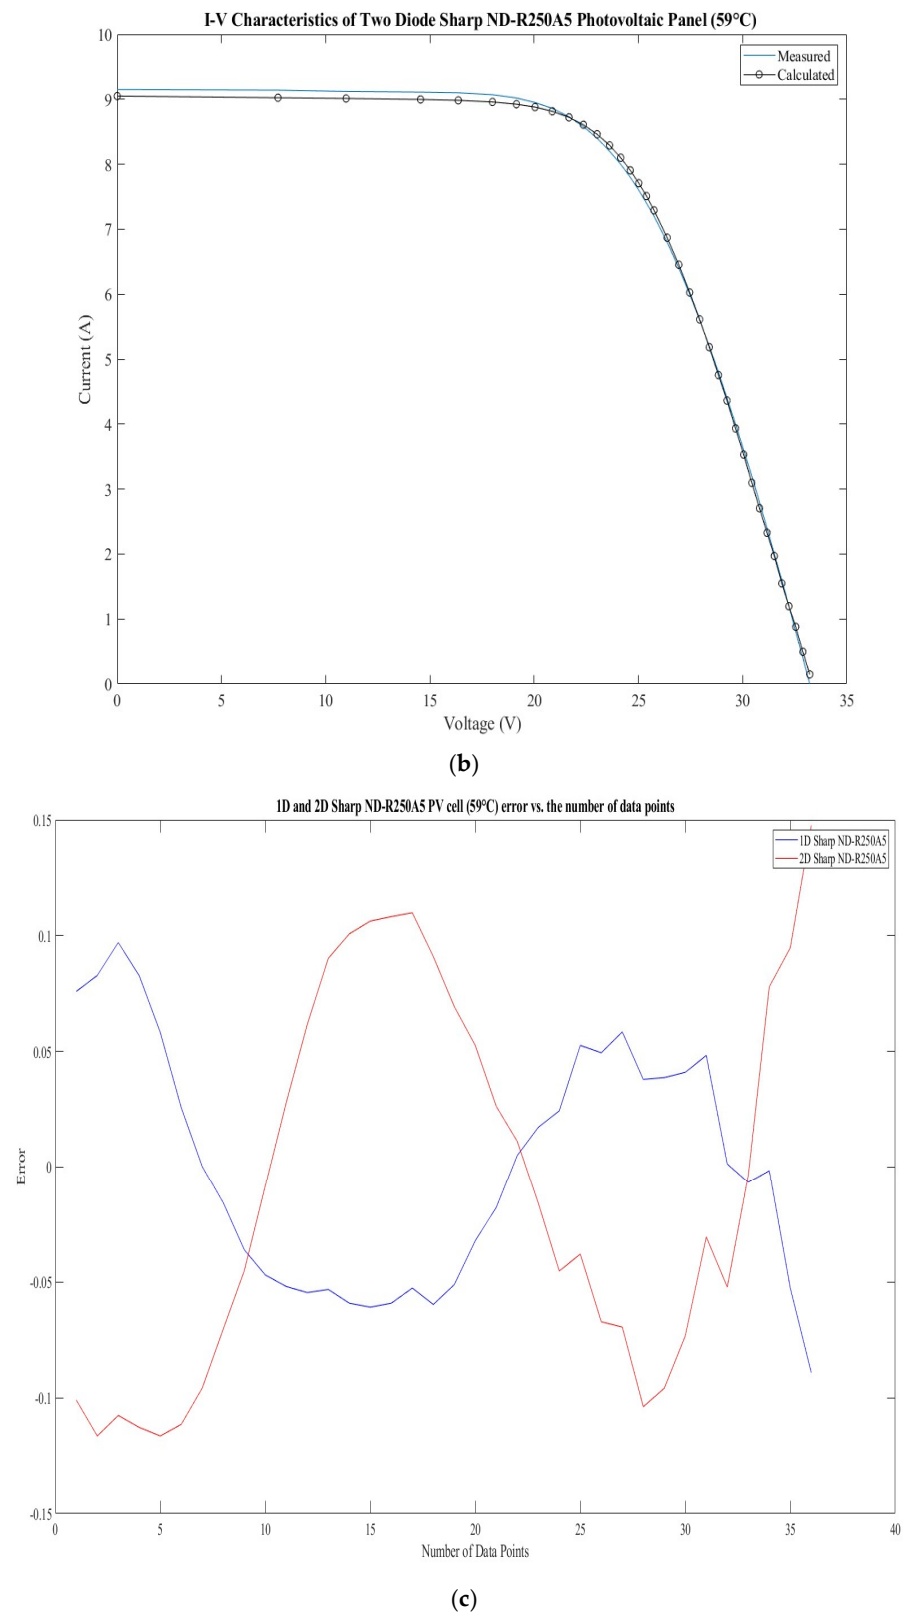 I-V Characteristics of Two Diode Sharp ND-R250A5 Photovoltaic Panel (59°C)
10
9
8
7
6
5
4
3
2
1
0
Current (A)
Measured
Calculated
0 5 10 15 20 25 30 35
Voltage (V)
(b)
1D and 2D Sharp ND-R250A5 PV cell (59°C) error vs. the number of data points
0.15
0.1
0.05
0
-0.05
-0.1
-0.15
Error
1D Sharp ND-R250A5
2D Sharp ND-R250A5
0 5 10 15 20 25 30 35 40
Number of Data Points
(c)